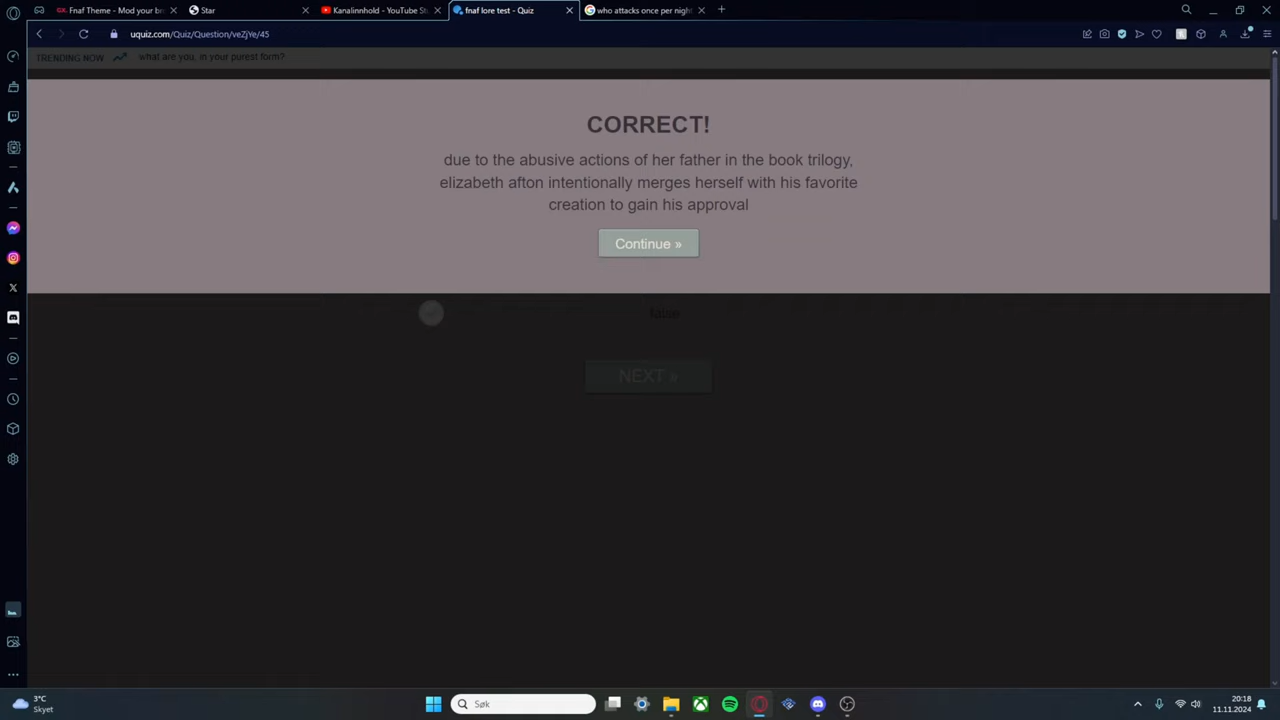 Fnaf Theme - Mod your br
Star
Kanalinnhold - YouTube St
fnaf lore test - Quiz
who attacks once per night
uquiz.com/Quiz/Question/veZjYe/45
TRENDING NOW
what are you, in your purest form?
CORRECT!
due to the abusive actions of her father in the book trilogy,
elizabeth afton intentionally merges herself with his favorite
creation to gain his approval
Continue »
false
NEXT »
3°C
Skyet
Søk
20:18
11.11.2024